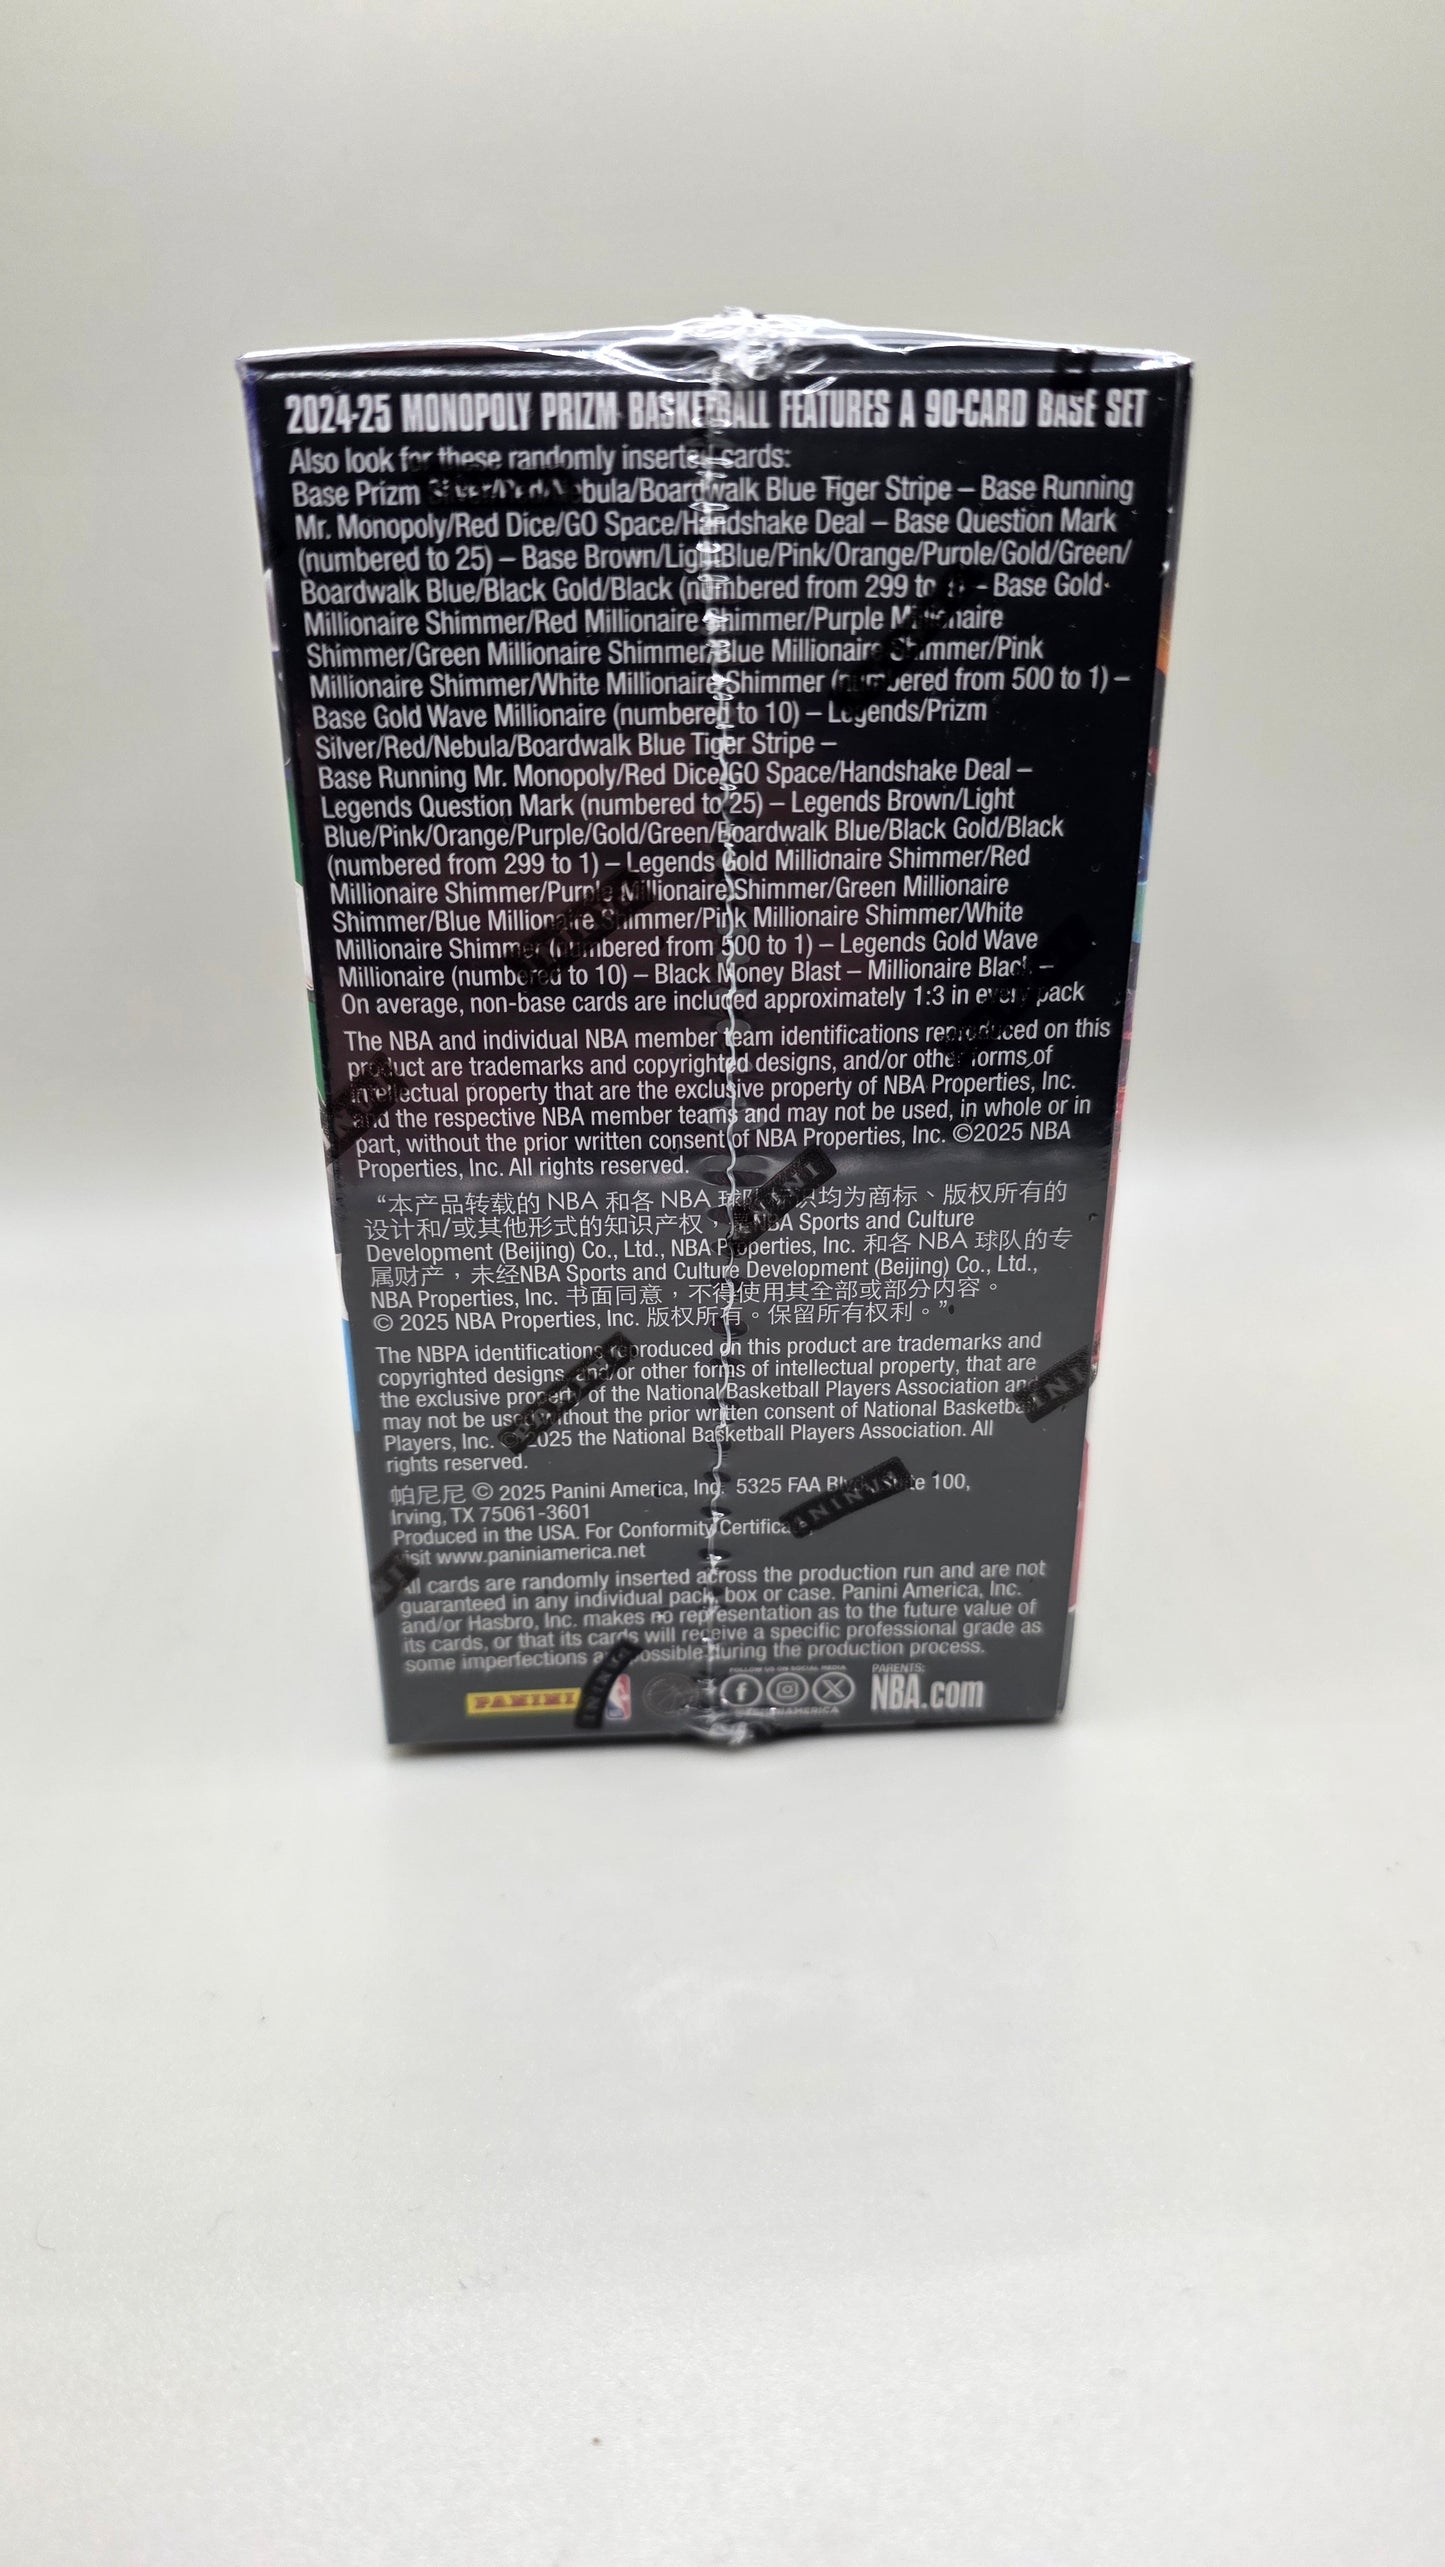 2024-25 MONOPOLY PRIZM BASKETBALL FEATURES A 90-CARD BASE SET
Also look for these randomly inserted cards:
Base Prizm Silver/Red/Nebula/Boardwalk Blue Tiger Stripe – Base Running
Mr. Monopoly/Red Dice/GO Space/Handshake Deal – Base Question Mark
(numbered to 25) – Base Brown/Light Blue/Pink/Orange/Purple/Gold/Green/
Boardwalk Blue/Black Gold/Black (numbered from 299 to – Base Gold
Millionaire Shimmer/Red Millionaire Shimmer/Purple Millionaire
Shimmer/Green Millionaire Shimmer/Blue Millionaire Shimmer/Pink
Millionaire Shimmer/White Millionaire Shimmer (numbered from 500 to 1) –
Base Gold Wave Millionaire (numbered to 10) – Legends/Prizm
Silver/Red/Nebula/Boardwalk Blue Tiger Stripe –
Base Running Mr. Monopoly/Red Dice/GO Space/Handshake Deal –
Legends Question Mark (numbered to 25) – Legends Brown/Light
Blue/Pink/Orange/Purple/Gold/Green/Boardwalk Blue/Black Gold/Black
(numbered from 299 to 1) – Legends Gold Millionaire Shimmer/Red
Millionaire Shimmer/Purple Millionaire Shimmer/Green Millionaire
Shimmer/Blue Millionaire Shimmer/Pink Millionaire Shimmer/White
Millionaire Shimmer (numbered from 500 to 1) – Legends Gold Wave
Millionaire (numbered to 10) – Black Money Blast – Millionaire Black –
On average, non-base cards are included approximately 1:3 in every pack
The NBA and individual NBA member team identifications reproduced on this
product are trademarks and copyrighted designs, and/or other forms of
intellectual property that are the exclusive property of NBA Properties, Inc.
and the respective NBA member teams and may not be used, in whole or in
part, without the prior written consent of NBA Properties, Inc. ©2025 NBA
Properties, Inc. All rights reserved.
“本产品转载的 NBA 和各 NBA 球队标识均为商标、版权所有的
设计和/或其他形式的知识产权，是NBA Sports and Culture
Development (Beijing) Co., Ltd., NBA Properties, Inc. 和各 NBA 球队的专
属财产，未经NBA Sports and Culture Development (Beijing) Co., Ltd.,
NBA Properties, Inc. 书面同意，不得使用其全部或部分内容。
© 2025 NBA Properties, Inc. 版权所有。保留所有权利。”
The NBPA identifications reproduced on this product are trademarks and
copyrighted designs, and/or other forms of intellectual property, that are
the exclusive property of the National Basketball Players Association and
may not be used without the prior written consent of National Basketball
Players, Inc. © 2025 the National Basketball Players Association. All
rights reserved.
帕尼尼 © 2025 Panini America, Inc. 5325 FAA Blvd., Suite 100,
Irving, TX 75061-3601
Produced in the USA. For Conformity Certificate,
visit www.paniniamerica.net
All cards are randomly inserted across the production run and are not
guaranteed in any individual pack, box or case. Panini America, Inc.
and/or Hasbro, Inc. makes no representation as to the future value of
its cards, or that its cards will receive a specific professional grade as
some imperfections are possible during the production process.
FOLLOW US ON SOCIAL MEDIA
PARENTS:
PANINI
NBA.com